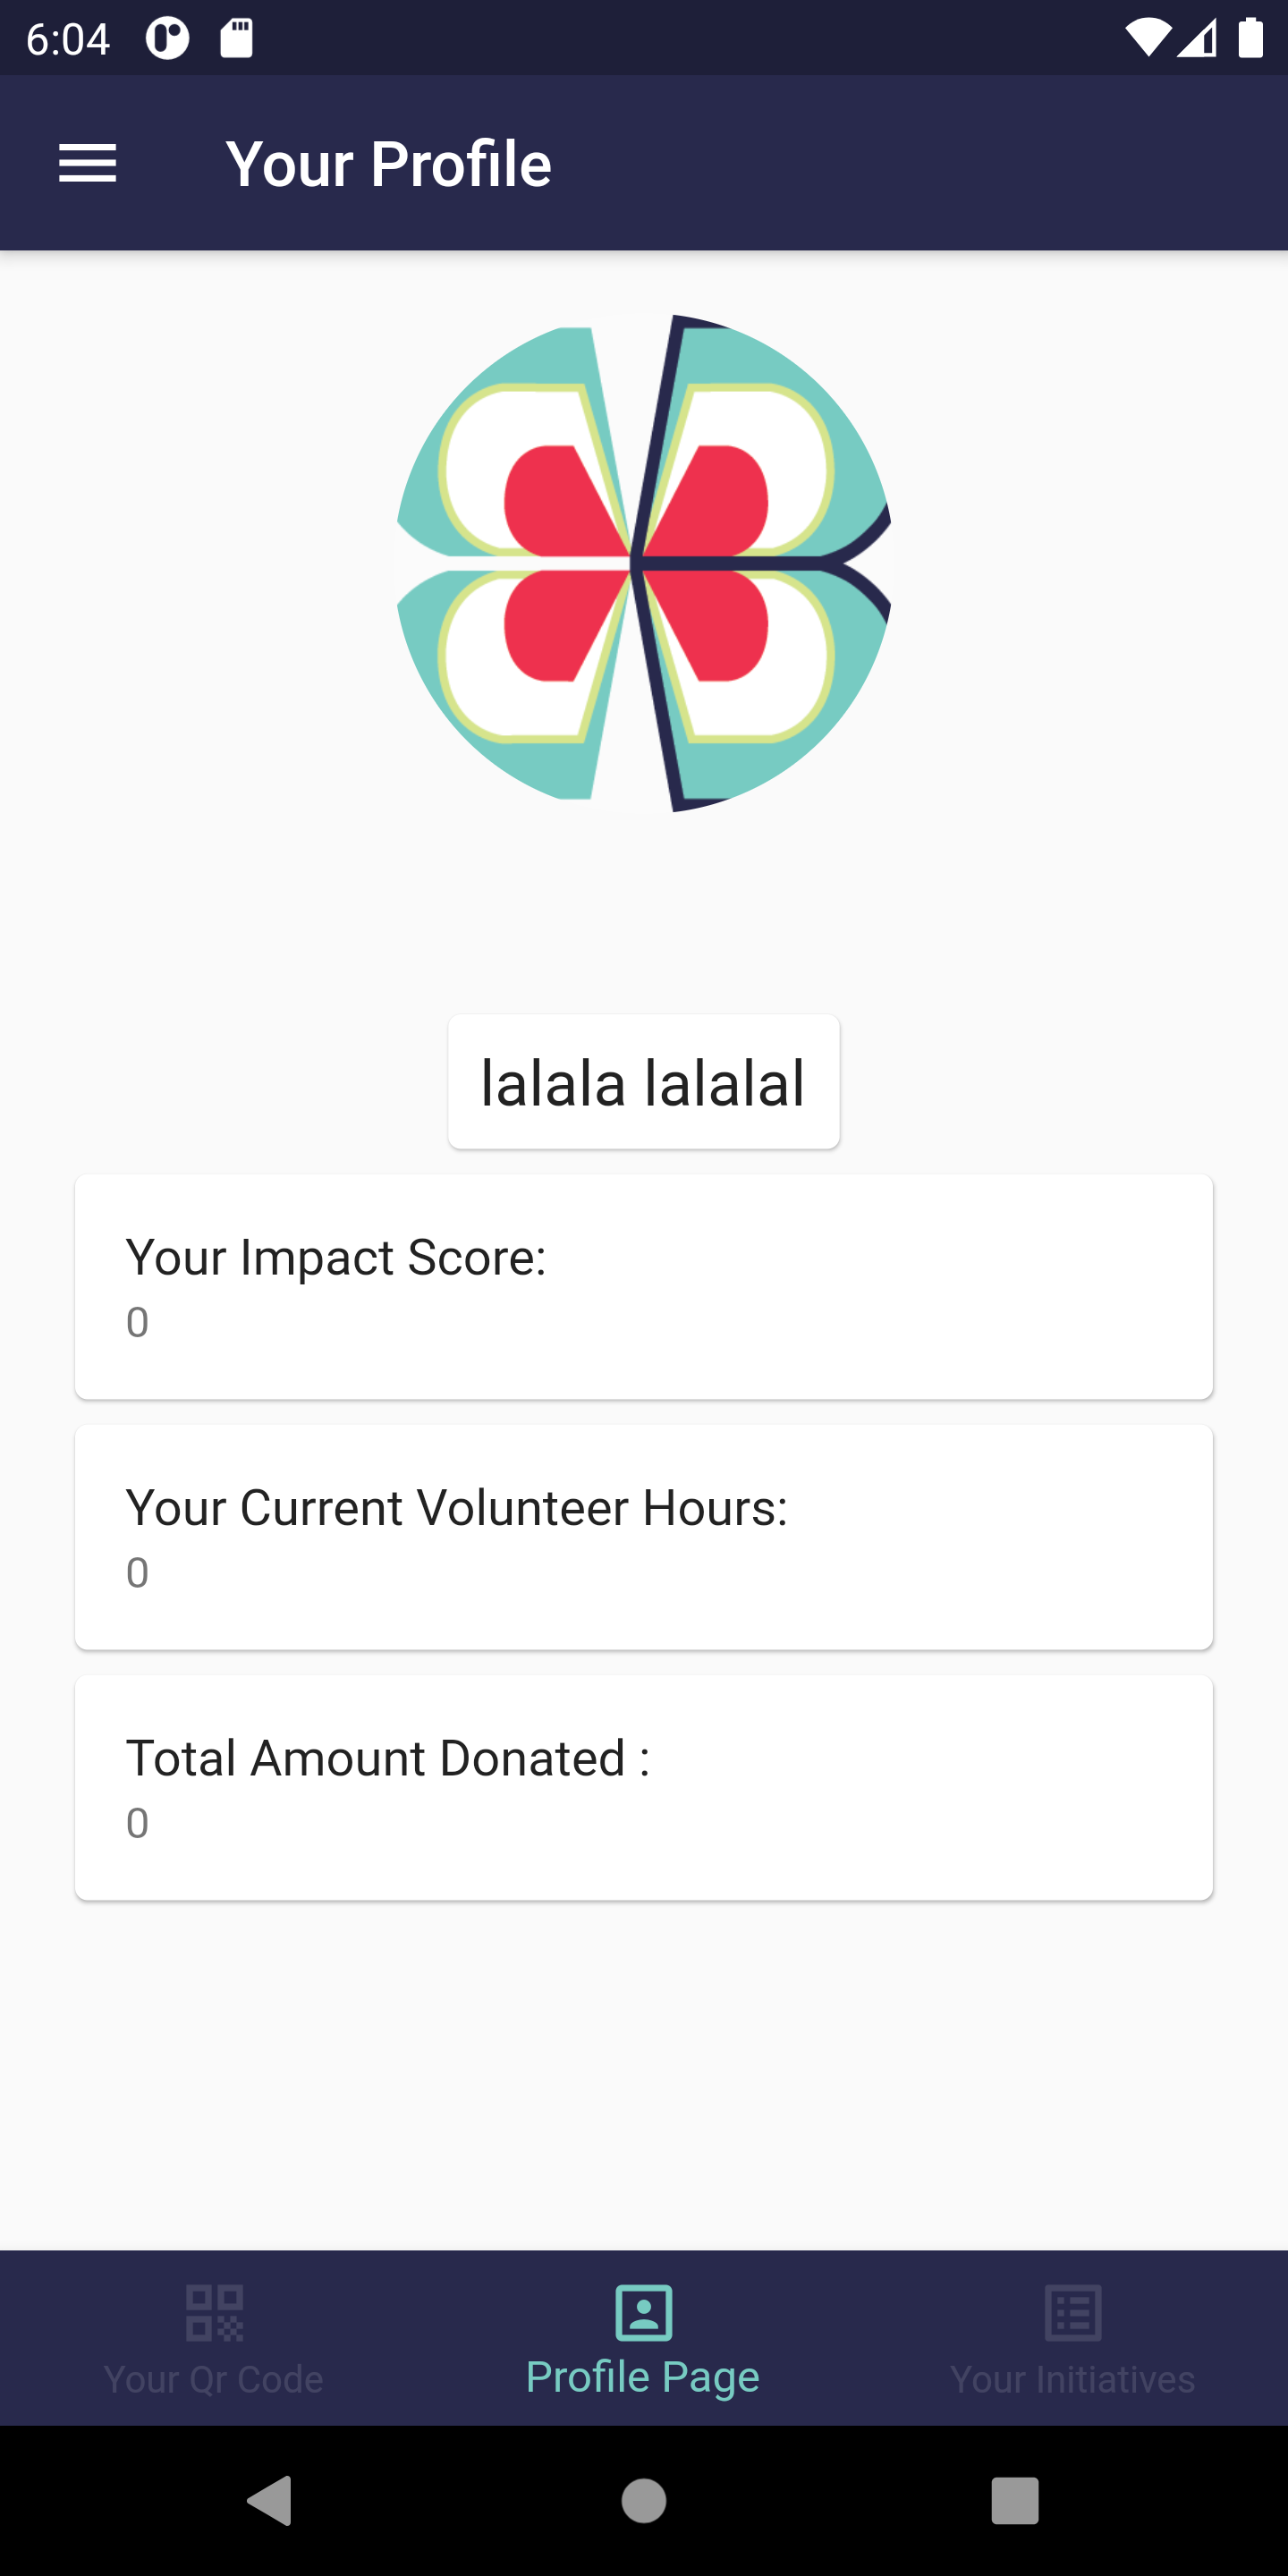 6:04
Your Profile
lalala lalalal
Your Impact Score:
0
Your Current Volunteer Hours:
0
Total Amount Donated :
0
Your Qr Code
Profile Page
Your Initiatives